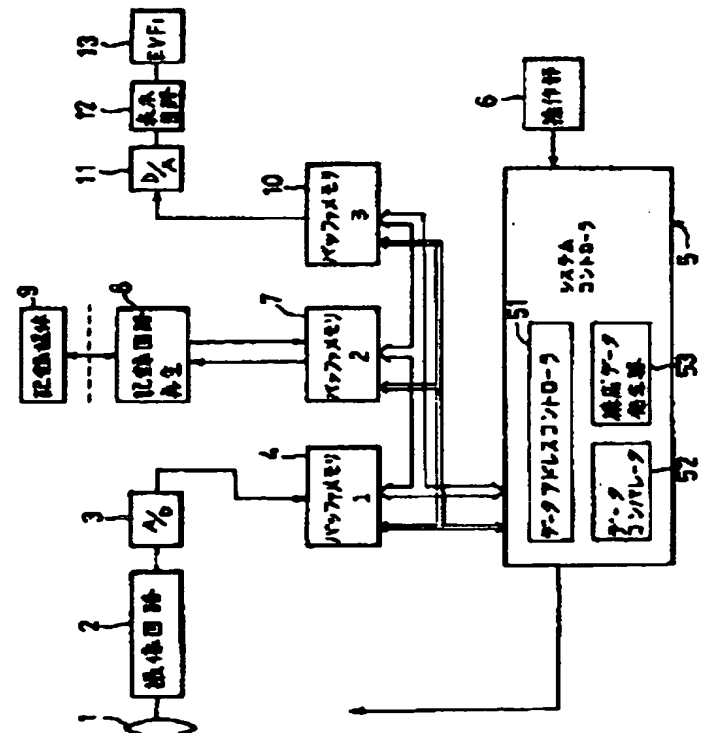 1
2
撮像回路
3
A/D
4
バッファメモリ
1
7
バッファメモリ
2
8
記録回路
再生
9
記録媒体
10
バッファメモリ
3
11
D/A
12
表示
回路
13
EVF
6
操作部
5
システム
コントローラ
51
データアドレスコントローラ
52
データ
コンパレータ
53
データ
発生器